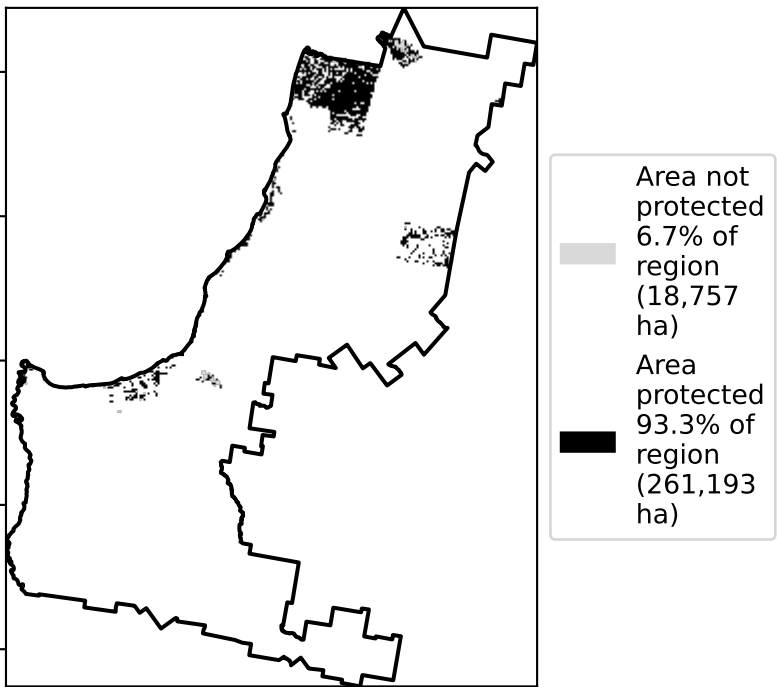 Area not
protected
6.7% of
region
(18,757
ha)
Area
protected
93.3% of
region
(261,193
ha)